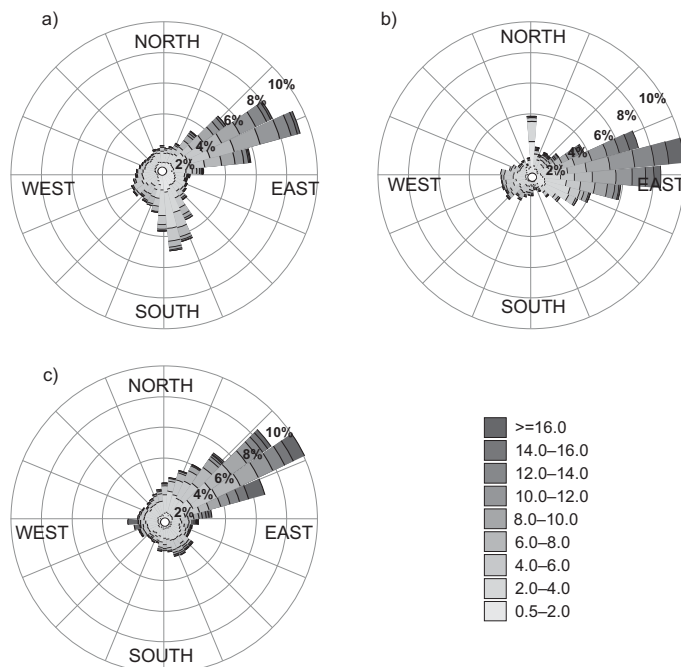 a)
NORTH
10%
8%
6%
4%
2%
WEST
EAST
SOUTH
b)
NORTH
10%
8%
6%
4%
2%
WEST
EAST
SOUTH
c)
NORTH
10%
8%
6%
4%
2%
WEST
EAST
SOUTH
>=16.0
14.0–16.0
12.0–14.0
10.0–12.0
8.0–10.0
6.0–8.0
4.0–6.0
2.0–4.0
0.5–2.0